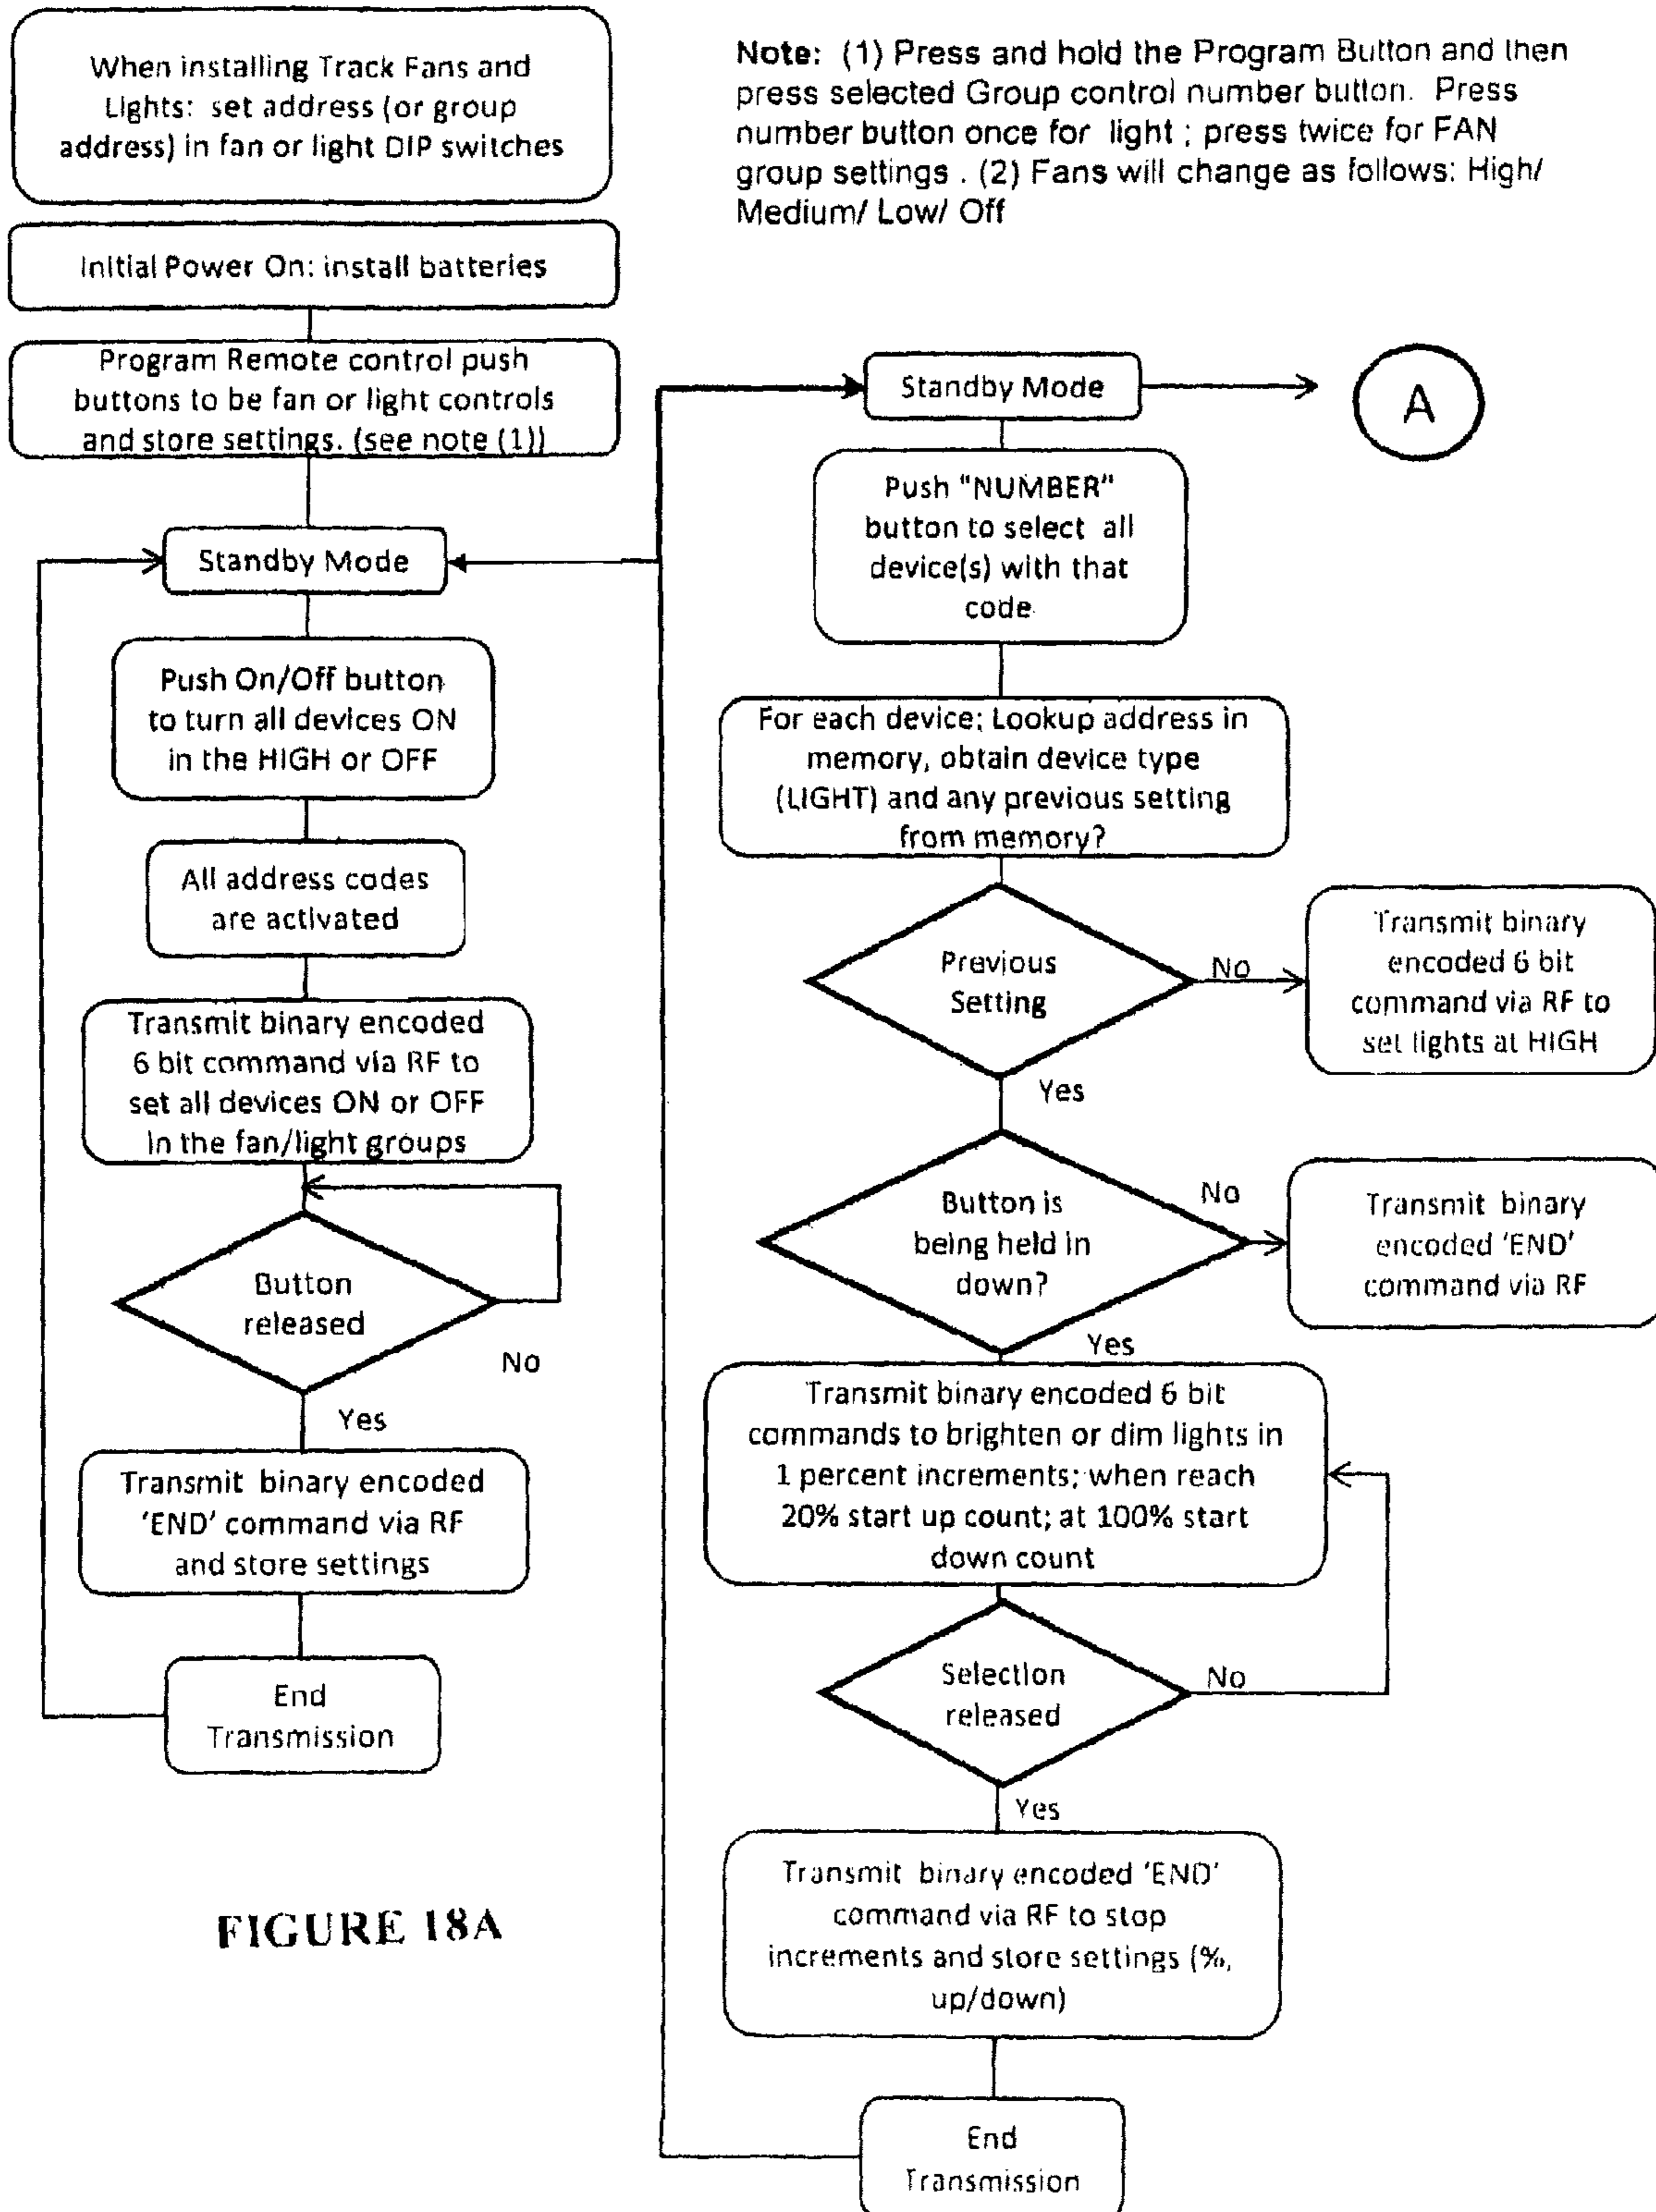 When installing Track Fans and
Lights: set address (or group
address) in fan or light DIP switches
Initial Power On: install batteries
Program Remote control push
buttons to be fan or light controls
and store settings. (see note (1))
Standby Mode
Push On/Off button
to turn all devices ON
in the HIGH or OFF
All address codes
are activated
Transmit binary encoded
6 bit command via RF to
set all devices ON or OFF
in the fan/light groups
Button
released
No
Yes
Transmit binary encoded
'END' command via RF
and store settings
End
Transmission
FIGURE 18A
Note: (1) Press and hold the Program Button and then
press selected Group control number button. Press
number button once for light ; press twice for FAN
group settings . (2) Fans will change as follows: High/
Medium/ Low/ Off
Standby Mode
A
Push "NUMBER"
button to select all
device(s) with that
code
For each device; Lookup address in
memory, obtain device type
(LIGHT) and any previous setting
from memory?
Previous
Setting
No
Transmit binary
encoded 6 bit
command via RF to
set lights at HIGH
Yes
Button is
being held in
down?
No
Transmit binary
encoded 'END'
command via RF
Yes
Transmit binary encoded 6 bit
commands to brighten or dim lights in
1 percent increments; when reach
20% start up count; at 100% start
down count
Selection
released
No
Yes
Transmit binary encoded 'END'
command via RF to stop
increments and store settings (%,
up/down)
End
Transmission